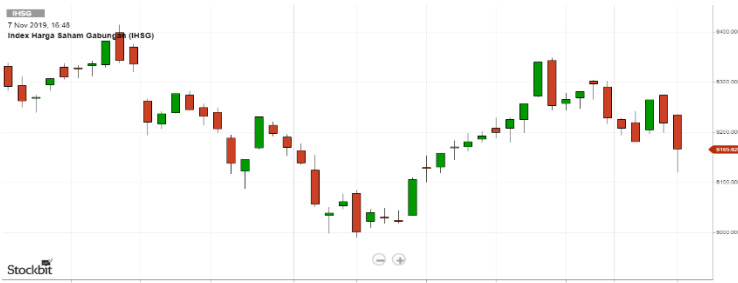 IHSG
7 Nov 2019, 16:48
Index Harga Saham Gabungan (IHSG)
6400.00
6300.00
6200.00
6100.00
6000.00
Stockbit